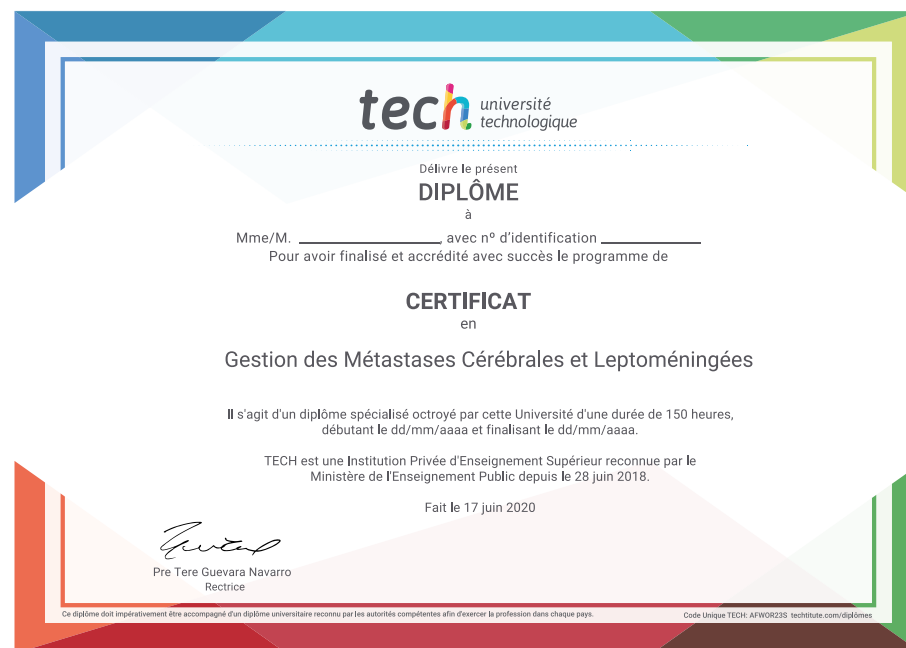 tech université
technologique
Délivre le présent
DIPLÔME
à
Mme/M. ____________________, avec nº d'identification ______________
Pour avoir finalisé et accrédité avec succès le programme de
CERTIFICAT
en
Gestion des Métastases Cérébrales et Leptoméningées
Il s'agit d'un diplôme spécialisé octroyé par cette Université d'une durée de 150 heures,
débutant le dd/mm/aaaa et finalisant le dd/mm/aaaa.
TECH est une Institution Privée d'Enseignement Supérieur reconnue par le
Ministère de l'Enseignement Public depuis le 28 juin 2018.
Fait le 17 juin 2020
Pre Tere Guevara Navarro
Rectrice
Ce diplôme doit impérativement être accompagné d'un diplôme universitaire reconnu par les autorités compétentes afin d'exercer la profession dans chaque pays.
Code Unique TECH: AFWOR23S techtitute.com/diplômes